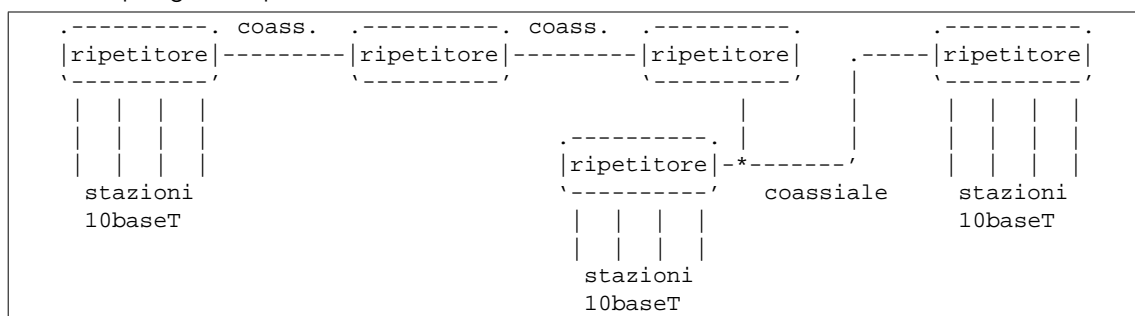 coass. coass.
ripetitore ripetitore ripetitore ripetitore
ripetitore
stazioni coassiale stazioni
10baseT 10baseT
stazioni
10baseT